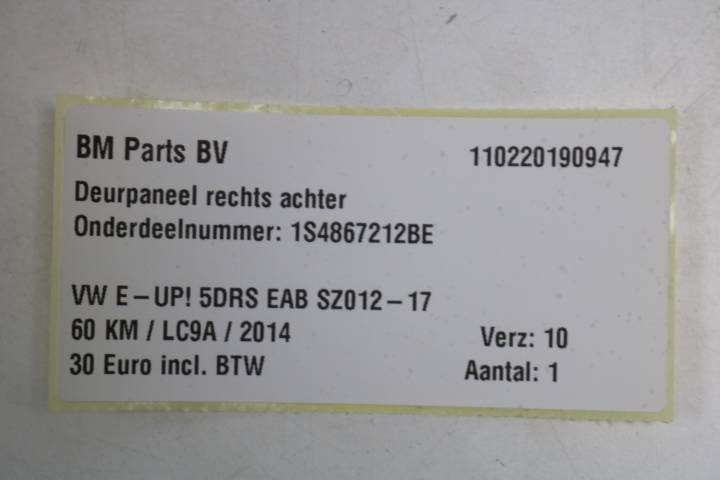 BM Parts BV 110220190947
Deurpaneel rechts achter
Onderdeelnummer: 1S4867212BE
VW E-UP! 5DRS EAB SZ012-17
60 KM / LC9A / 2014 Verz: 10
30 Euro incl. BTW Aantal: 1